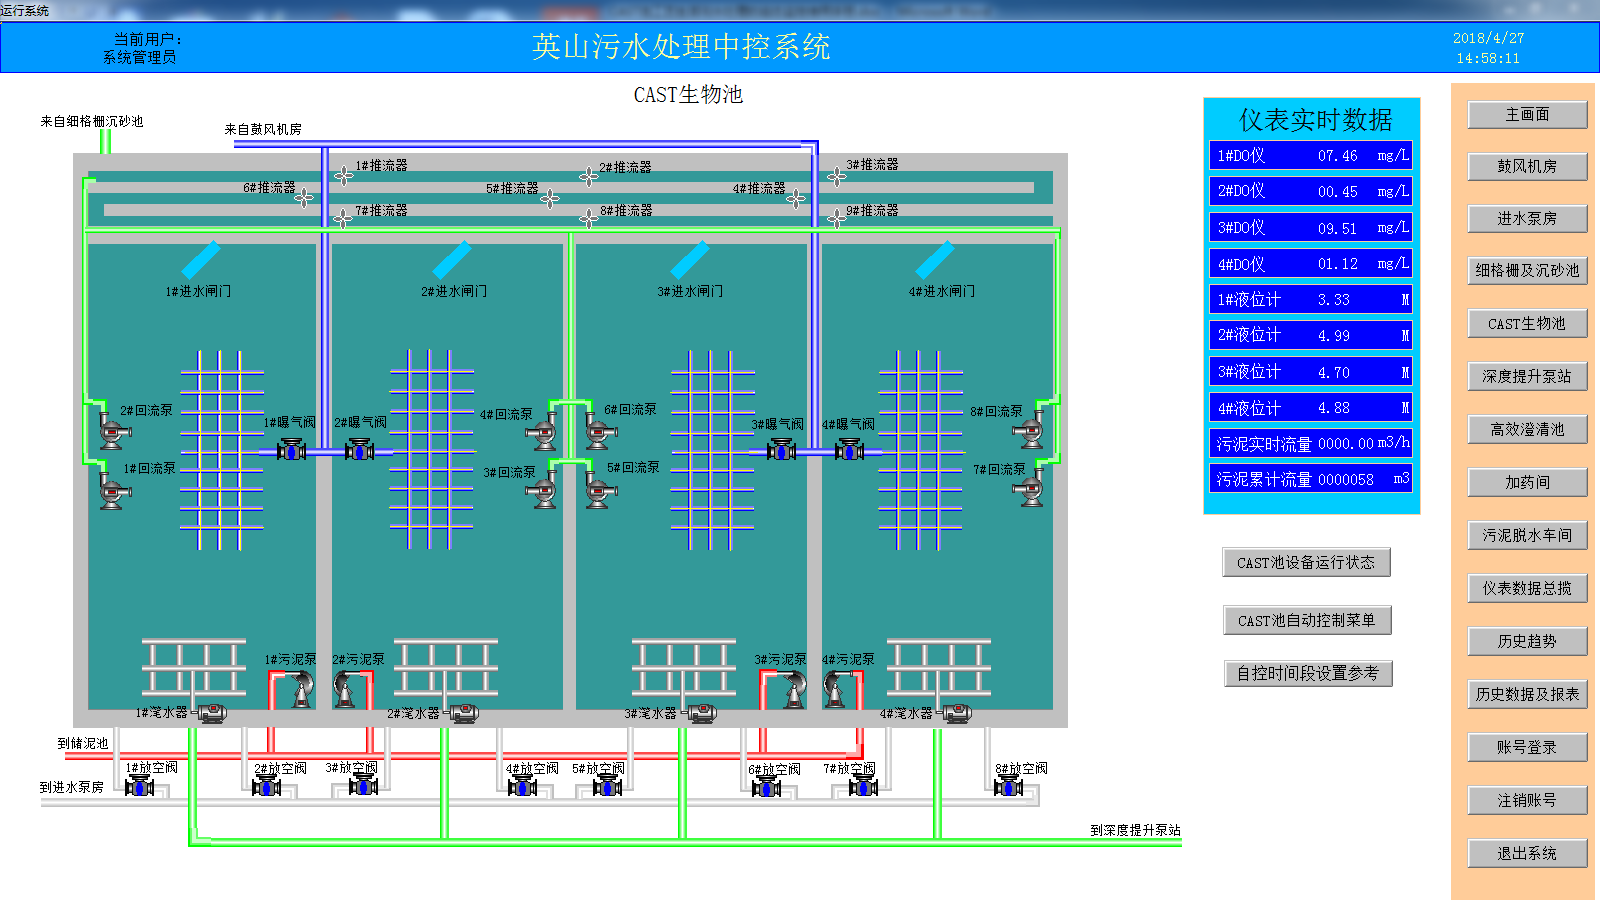 运行系统
当前用户:
系统管理员
英山污水处理中控系统
2018/4/27
14:58:11
CAST生物池
来自细格栅沉砂池
来自鼓风机房
1#推流器
2#推流器
3#推流器
6#推流器
5#推流器
4#推流器
7#推流器
8#推流器
9#推流器
1#进水闸门
2#进水闸门
3#进水闸门
4#进水闸门
2#回流泵
1#曝气阀
2#曝气阀
4#回流泵
6#回流泵
3#曝气阀
4#曝气阀
8#回流泵
1#回流泵
3#回流泵
5#回流泵
7#回流泵
1#污泥泵
2#污泥泵
3#污泥泵
4#污泥泵
1#滗水器
2#滗水器
3#滗水器
4#滗水器
到储泥池
1#放空阀
2#放空阀
3#放空阀
4#放空阀
5#放空阀
6#放空阀
7#放空阀
8#放空阀
到进水泵房
到深度提升泵站
仪表实时数据
1#DO仪 07.46 mg/L
2#DO仪 00.45 mg/L
3#DO仪 09.51 mg/L
4#DO仪 01.12 mg/L
1#液位计 3.33 M
2#液位计 4.99 M
3#液位计 4.70 M
4#液位计 4.88 M
污泥实时流量 0000.00 m3/h
污泥累计流量 0000058 m3
CAST池设备运行状态
CAST池自动控制菜单
自控时间段设置参考
主画面
鼓风机房
进水泵房
细格栅及沉砂池
CAST生物池
深度提升泵站
高效澄清池
加药间
污泥脱水车间
仪表数据总揽
历史趋势
历史数据及报表
账号登录
注销账号
退出系统